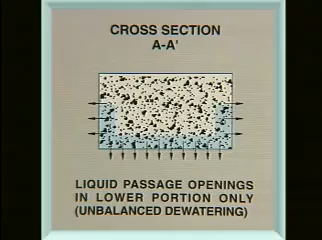 CROSS SECTION
A-A'
LIQUID PASSAGE OPENINGS
IN LOWER PORTION ONLY
(UNBALANCED DEWATERING)